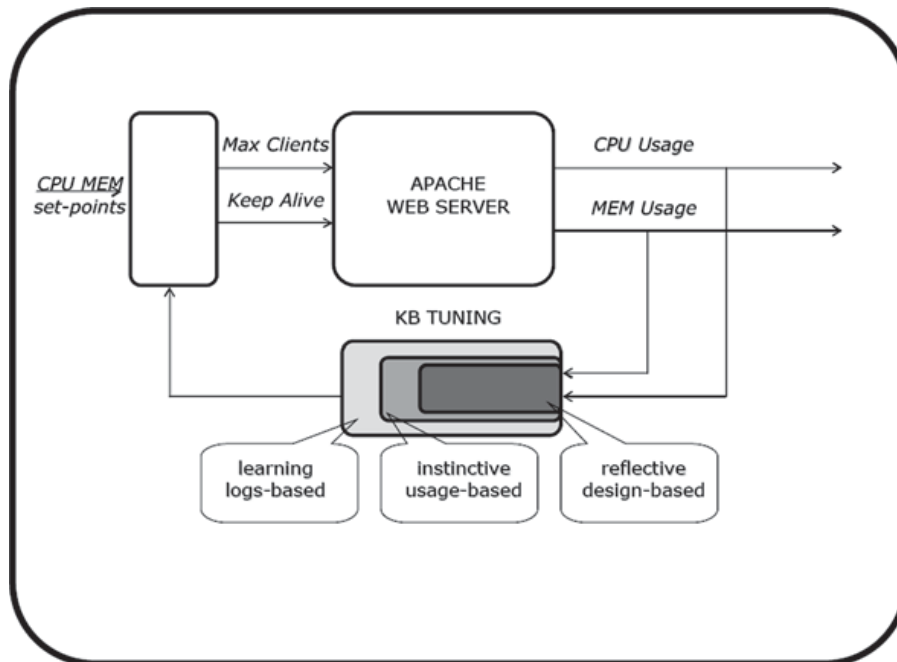 Max Clients
CPU Usage
CPU MEM
set-points
Keep Alive
APACHE
WEB SERVER
MEM Usage
KB TUNING
learning
logs-based
instinctive
usage-based
reflective
design-based